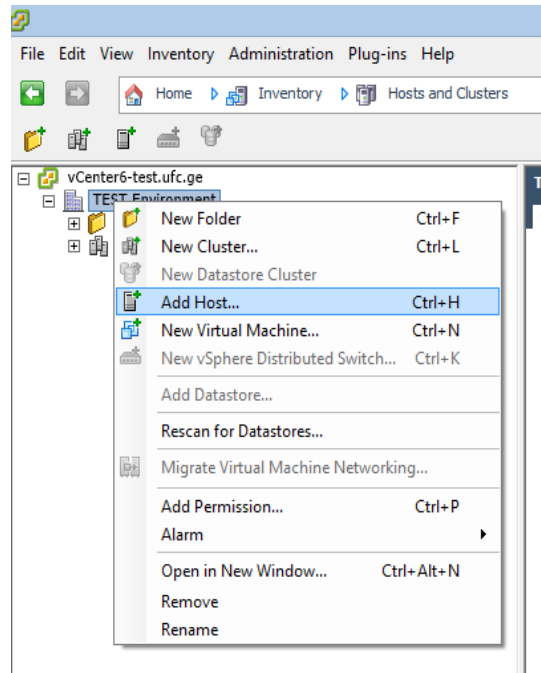 File Edit View Inventory Administration Plug-ins Help
Home Inventory Hosts and Clusters
vCenter6-test.ufc.ge
TEST Environment
New Folder Ctrl+F
New Cluster... Ctrl+L
New Datastore Cluster
Add Host... Ctrl+H
New Virtual Machine... Ctrl+N
New vSphere Distributed Switch... Ctrl+K
Add Datastore...
Rescan for Datastores...
Migrate Virtual Machine Networking...
Add Permission... Ctrl+P
Alarm
Open in New Window... Ctrl+Alt+N
Remove
Rename